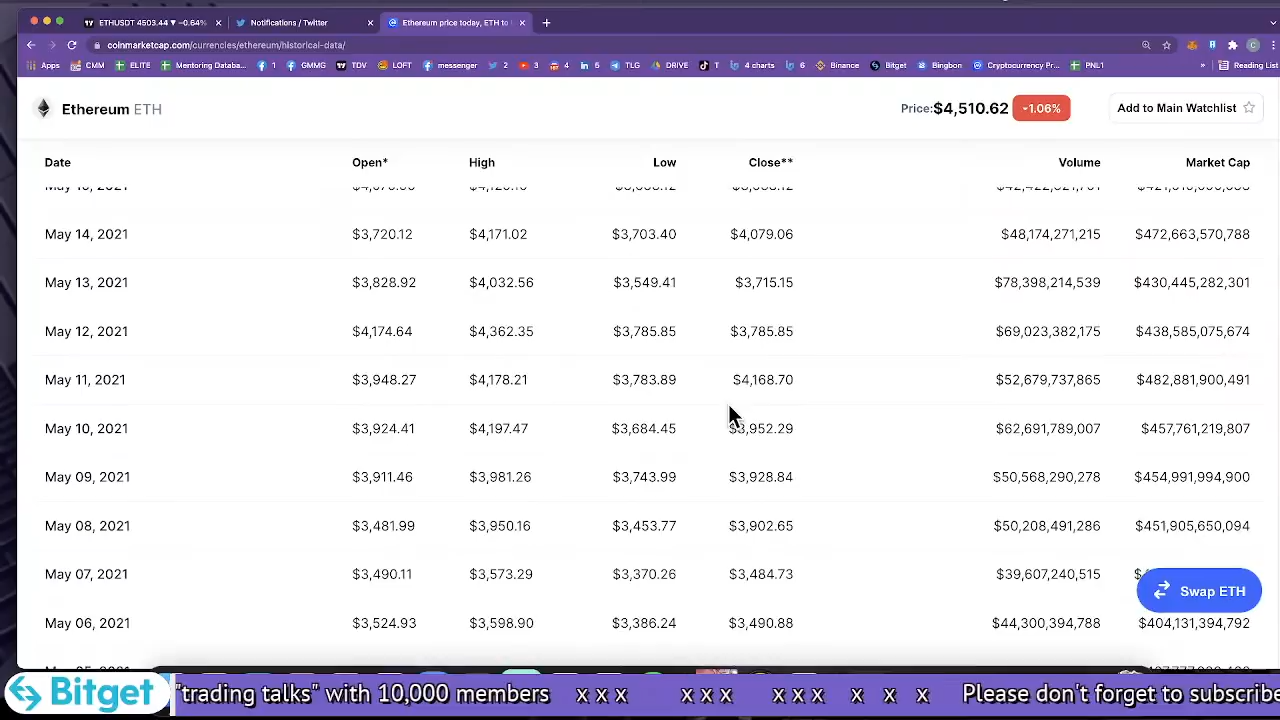 ETHUSDT 4503.44 ▼ −0.64%
Notifications / Twitter
Ethereum price today, ETH to
coinmarketcap.com/currencies/ethereum/historical-data/
Apps CMM ELITE Mentoring Databa... 1 GMMG TDV LOFT messenger 2 3 4 5 TLG DRIVE T 4 charts 6 Binance Bitget Bingbon Cryptocurrency Pr... PNL1 » Reading List
Ethereum ETH
Price: $4,510.62 -1.06% Add to Main Watchlist
Date Open* High Low Close** Volume Market Cap
May 14, 2021 $3,720.12 $4,171.02 $3,703.40 $4,079.06 $48,174,271,215 $472,663,570,788
May 13, 2021 $3,828.92 $4,032.56 $3,549.41 $3,715.15 $78,398,214,539 $430,445,282,301
May 12, 2021 $4,174.64 $4,362.35 $3,785.85 $3,785.85 $69,023,382,175 $438,585,075,674
May 11, 2021 $3,948.27 $4,178.21 $3,783.89 $4,168.70 $52,679,737,865 $482,881,900,491
May 10, 2021 $3,924.41 $4,197.47 $3,684.45 $3,952.29 $62,691,789,007 $457,761,219,807
May 09, 2021 $3,911.46 $3,981.26 $3,743.99 $3,928.84 $50,568,290,278 $454,991,994,900
May 08, 2021 $3,481.99 $3,950.16 $3,453.77 $3,902.65 $50,208,491,286 $451,905,650,094
May 07, 2021 $3,490.11 $3,573.29 $3,370.26 $3,484.73 $39,607,240,515
Swap ETH
May 06, 2021 $3,524.93 $3,598.90 $3,386.24 $3,490.88 $44,300,394,788 $404,131,394,792
Bitget "trading talks" with 10,000 members x x x x x x x x x x x x Please don't forget to subscribe